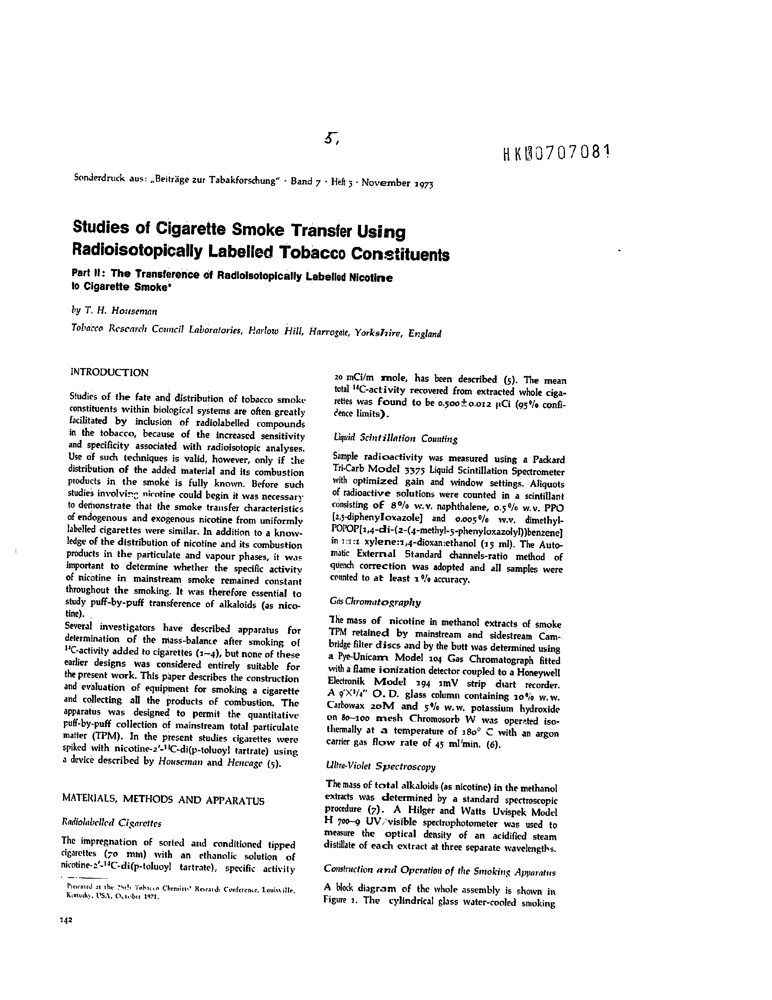 5,
HK0707081
Sonderdruck aus: „Beiträge zur Tabakforschung" · Band 7 · Heft 3 · November 1973
Studies of Cigarette Smoke Transfer Using
Radioisotopically Labelled Tobacco Constituents
Part II: The Transference of Radioisotopically Labelled Nicotine
to Cigarette Smoke*
by T. H. Houseman
Tobacco Research Council Laboratories, Harlow Hill, Harrogate, Yorkshire, England
INTRODUCTION
Studies of the fate and distribution of tobacco smoke
constituents within biological systems are often greatly
facilitated by inclusion of radiolabelled compounds
in the tobacco, because of the increased sensitivity
and specificity associated with radioisotopic analyses.
Use of such techniques is valid, however, only if the
distribution of the added material and its combustion
products in the smoke is fully known. Before such
studies involving nicotine could begin it was necessary
to demonstrate that the smoke transfer characteristics
of endogenous and exogenous nicotine from uniformly
labelled cigarettes were similar. In addition to a know-
ledge of the distribution of nicotine and its combustion
products in the particulate and vapour phases, it was
important to determine whether the specific activity
of nicotine in mainstream smoke remained constant
throughout the smoking. It was therefore essential to
study puff-by-puff transference of alkaloids (as nico-
tine).
Several investigators have described apparatus for
determination of the mass-balance after smoking of
¹⁴C-activity added to cigarettes (1–4), but none of these
earlier designs was considered entirely suitable for
the present work. This paper describes the construction
and evaluation of equipment for smoking a cigarette
and collecting all the products of combustion. The
apparatus was designed to permit the quantitative
puff-by-puff collection of mainstream total particulate
matter (TPM). In the present studies cigarettes were
spiked with nicotine-2′-¹⁴C-di(p-toluoyl tartrate) using
a device described by Houseman and Heneage (5).
MATERIALS, METHODS AND APPARATUS
Radiolabelled Cigarettes
The impregnation of sorted and conditioned tipped
cigarettes (70 mm) with an ethanolic solution of
nicotine-2′-¹⁴C-di(p-toluoyl tartrate), specific activity
Presented at the 25th Tobacco Chemists' Research Conference, Louisville,
Kentucky, USA, October 1971.
142
20 mCi/m mole, has been described (5). The mean
total ¹⁴C-activity recovered from extracted whole ciga-
rettes was found to be 0.500±0.012 µCi (95% confi-
dence limits).
Liquid Scintillation Counting
Sample radioactivity was measured using a Packard
Tri-Carb Model 3375 Liquid Scintillation Spectrometer
with optimized gain and window settings. Aliquots
of radioactive solutions were counted in a scintillant
consisting of 8% w.v. naphthalene, 0.5% w.v. PPO
[2,5-diphenyloxazole] and 0.005% w.v. dimethyl-
POPOP[1,4-di-(2-(4-methyl-5-phenyloxazolyl))benzene]
in 1:1:1 xylene:1,4-dioxan:ethanol (15 ml). The Auto-
matic External Standard channels-ratio method of
quench correction was adopted and all samples were
counted to at least 1% accuracy.
Gas Chromatography
The mass of nicotine in methanol extracts of smoke
TPM retained by mainstream and sidestream Cam-
bridge filter discs and by the butt was determined using
a Pye-Unicam Model 104 Gas Chromatograph fitted
with a flame ionization detector coupled to a Honeywell
Electronik Model 194 1mV strip chart recorder.
A 9'X¼" O. D. glass column containing 10% w.w.
Carbowax 20M and 5% w.w. potassium hydroxide
on 80–100 mesh Chromosorb W was operated iso-
thermally at a temperature of 180° C with an argon
carrier gas flow rate of 45 ml/min. (6).
Ultra-Violet Spectroscopy
The mass of total alkaloids (as nicotine) in the methanol
extracts was determined by a standard spectroscopic
procedure (7). A Hilger and Watts Uvispek Model
H 700–9 UV/visible spectrophotometer was used to
measure the optical density of an acidified steam
distillate of each extract at three separate wavelengths.
Construction and Operation of the Smoking Apparatus
A block diagram of the whole assembly is shown in
Figure 1. The cylindrical glass water-cooled smoking